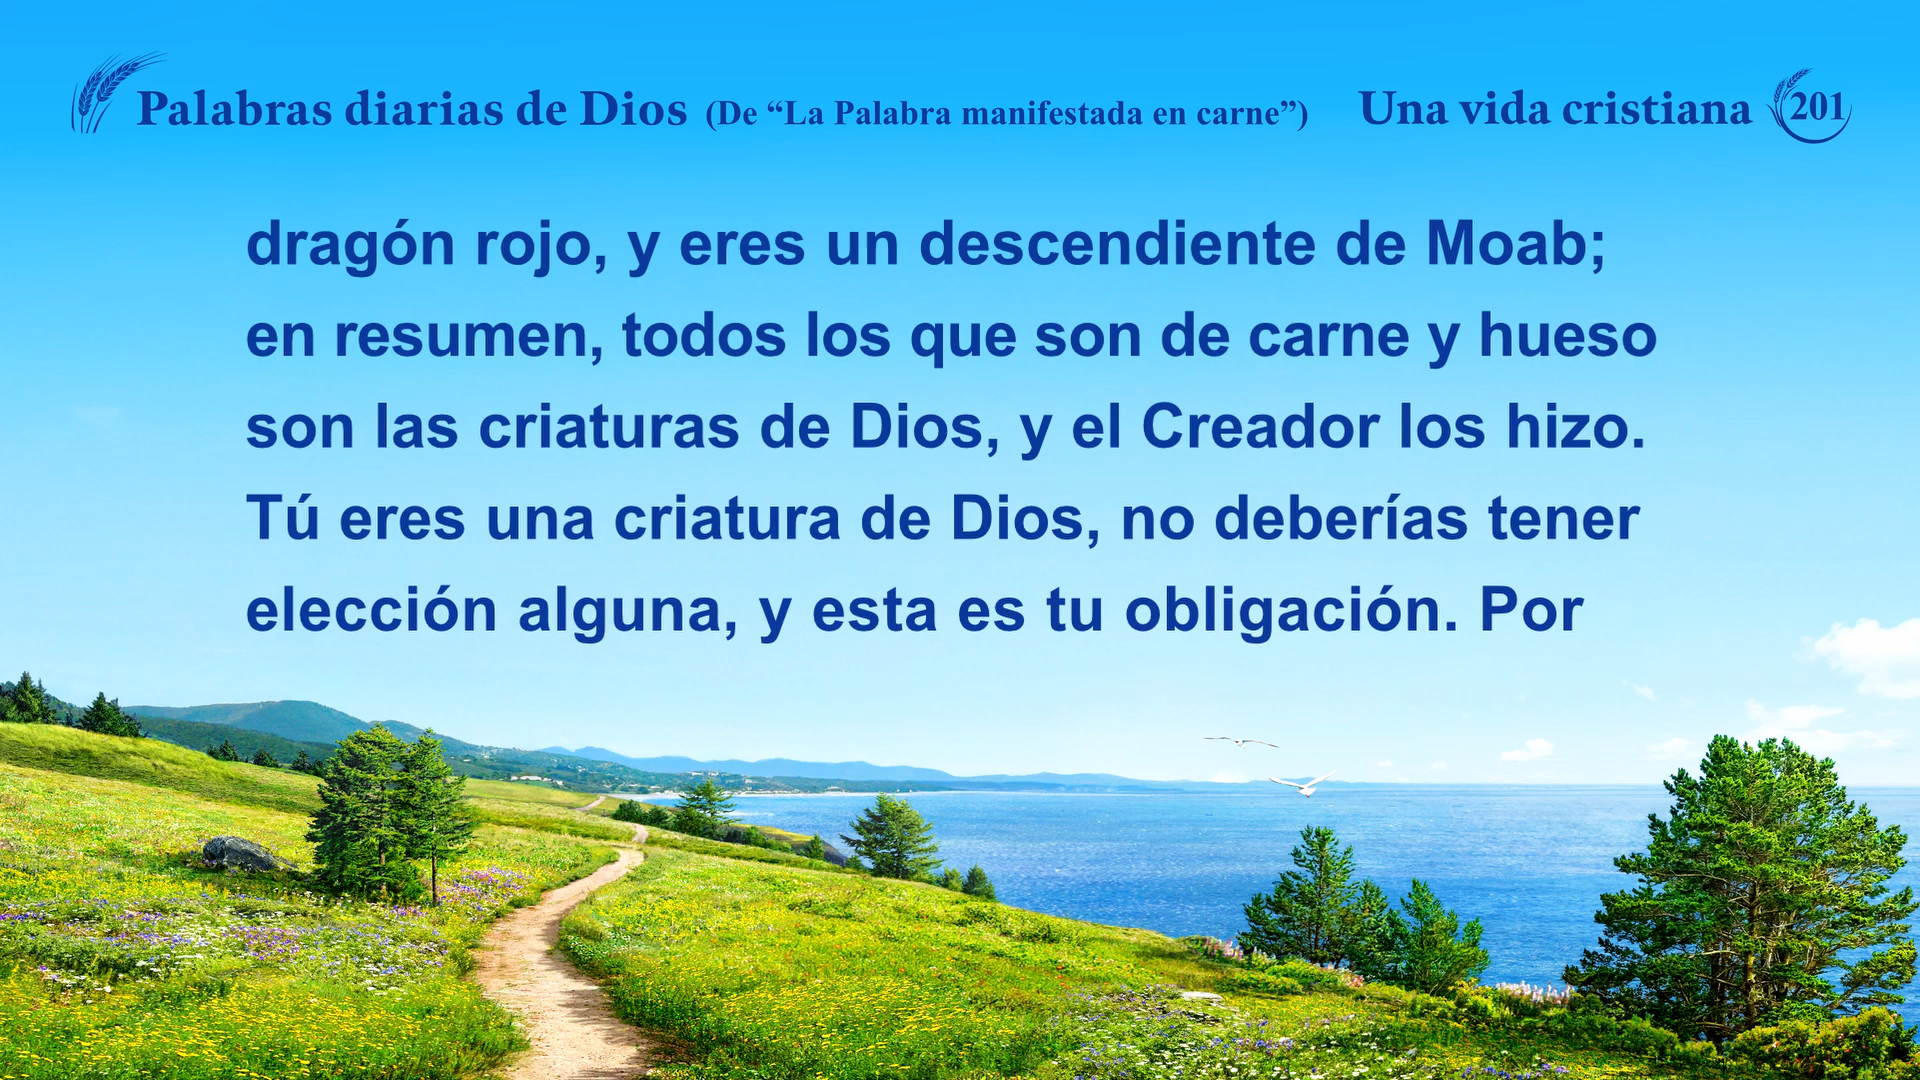 Palabras diarias de Dios (De “La Palabra manifestada en carne”) Una vida cristiana 201
dragón rojo, y eres un descendiente de Moab;
en resumen, todos los que son de carne y hueso
son las criaturas de Dios, y el Creador los hizo.
Tú eres una criatura de Dios, no deberías tener
elección alguna, y esta es tu obligación. Por